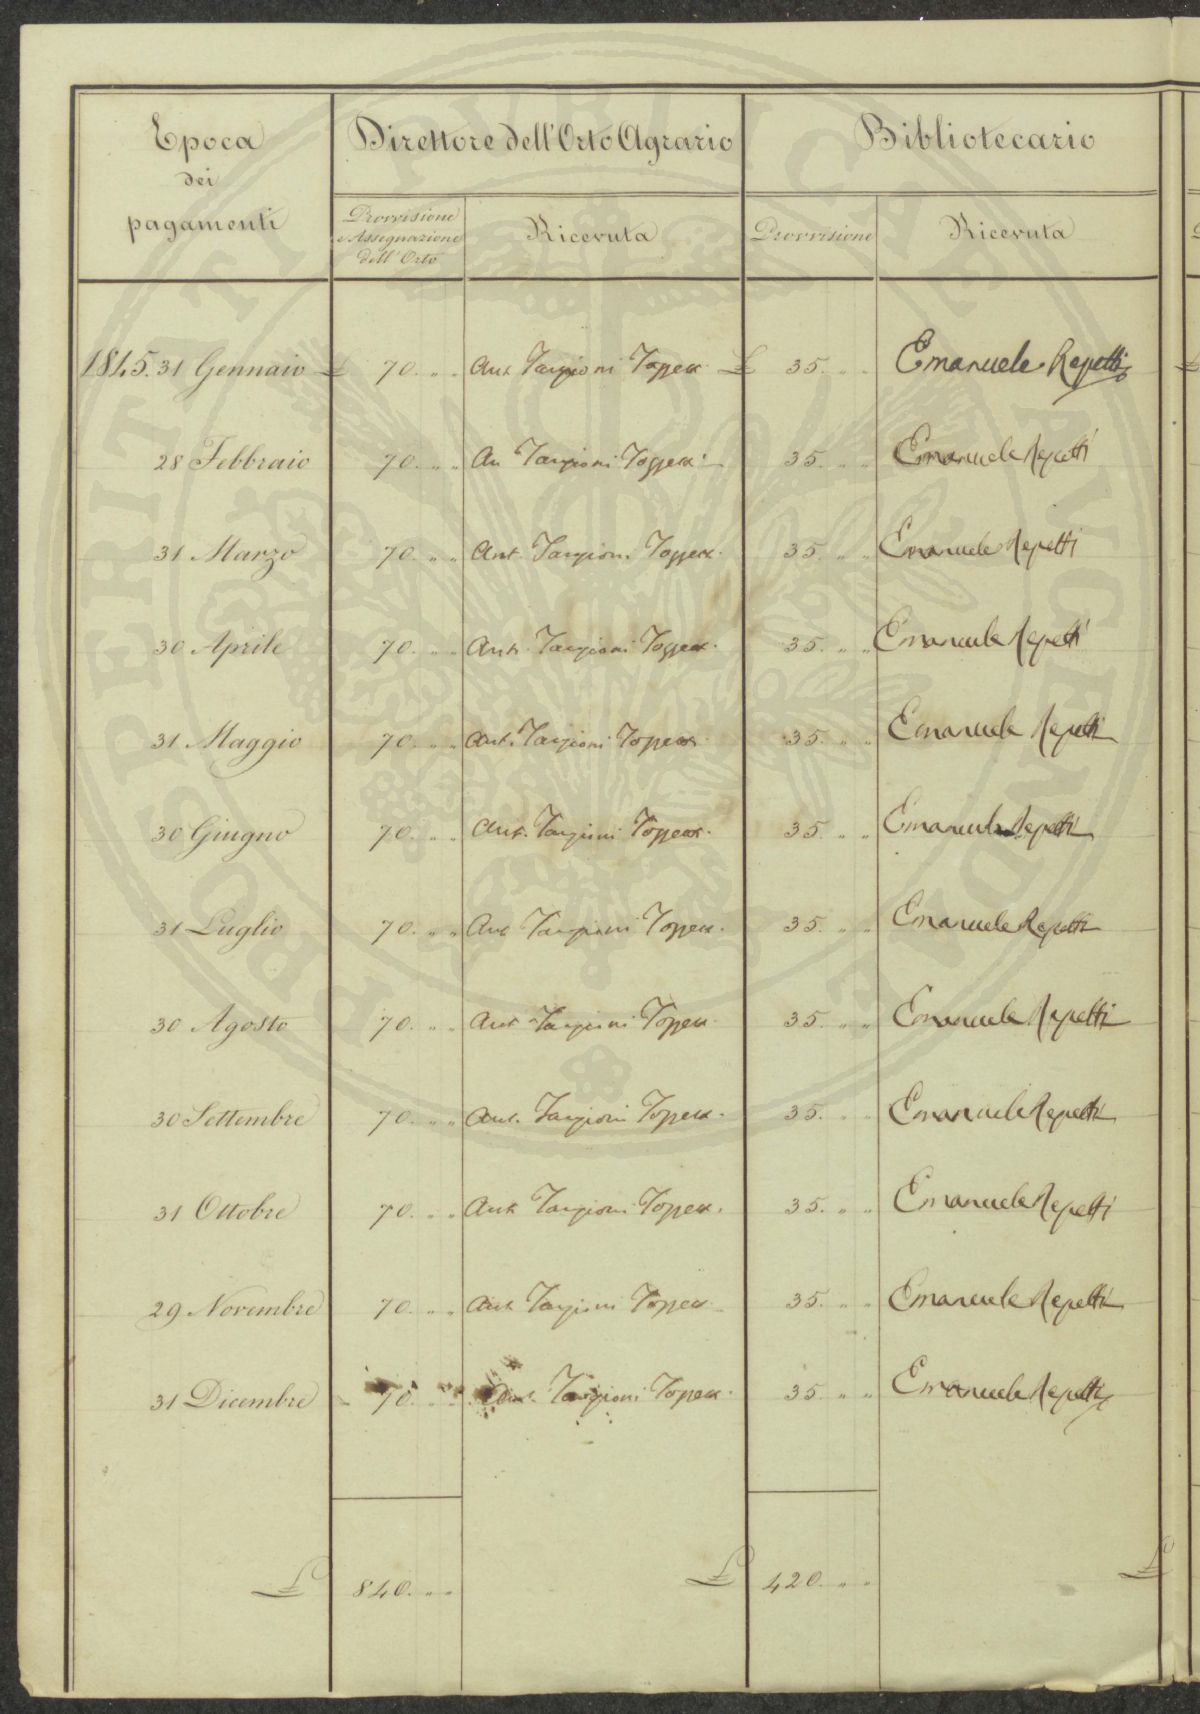 Epoca dei pagamenti
Direttore dell'Orto Agrario
Bibliotecario
Provvisione e Assegnazione dell'Orto
Ricevuta
Provvisione
Ricevuta
1845. 31 Gennaio £ 70. " " Ant Targioni Tozzetti £ 35. " " Emanuele Repetti £
28 Febbraio 70. " " An Targioni Tozzetti 35. " " Emanuele Repetti
31 Marzo 70. " " Ant. Targioni Tozzetti 35. " " Emanuele Repetti
30 Aprile 70. " " Ant. Targioni Tozzetti 35. " " Emanuele Repetti
31 Maggio 70. " " Ant. Targioni Tozzetti 35. " " Emanuele Repetti
30 Giugno 70. " " Ant. Targioni Tozzetti 35. " " Emanuele Repetti
31 Luglio 70. " " Ant Targioni Tozzetti 35. " " Emanuele Repetti
30 Agosto 70. " " Ant Targioni Tozzetti 35. " " Emanuele Repetti
30 Settembre 70. " " Ant. Targioni Tozzetti 35. " " Emanuele Repetti
31 Ottobre 70. " " Ant Targioni Tozzetti 35. " " Emanuele Repetti
29 Novembre 70. " " Ant Targioni Tozzetti 35. " " Emanuele Repetti
31 Dicembre 70. " " Ant. Targioni Tozzetti 35. " " Emanuele Repetti
£ 840. " " £ 420. " " £
PROSPERITATI PVBLICAE AVGENDAE